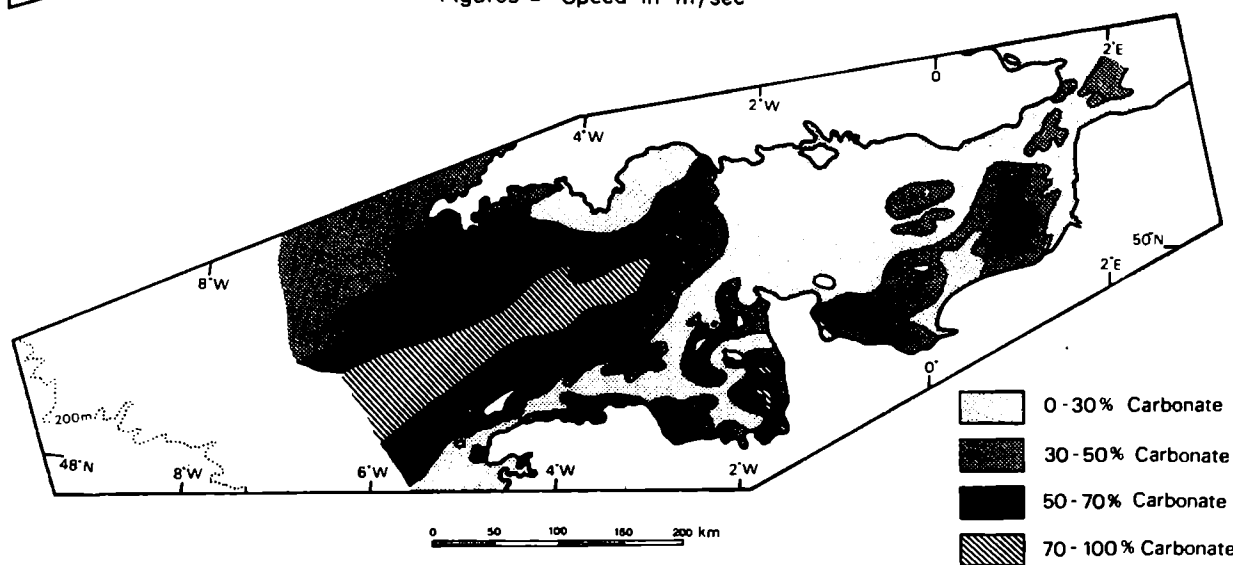 Figures = Speed in m/sec
2°E
0
2°W
4°W
8°W
50°N
2°E
0°
200m
48°N
8°W
6°W
4°W
2°W
0 50 100 150 200 km
0-30% Carbonate
30-50% Carbonate
50-70% Carbonate
70-100% Carbonate